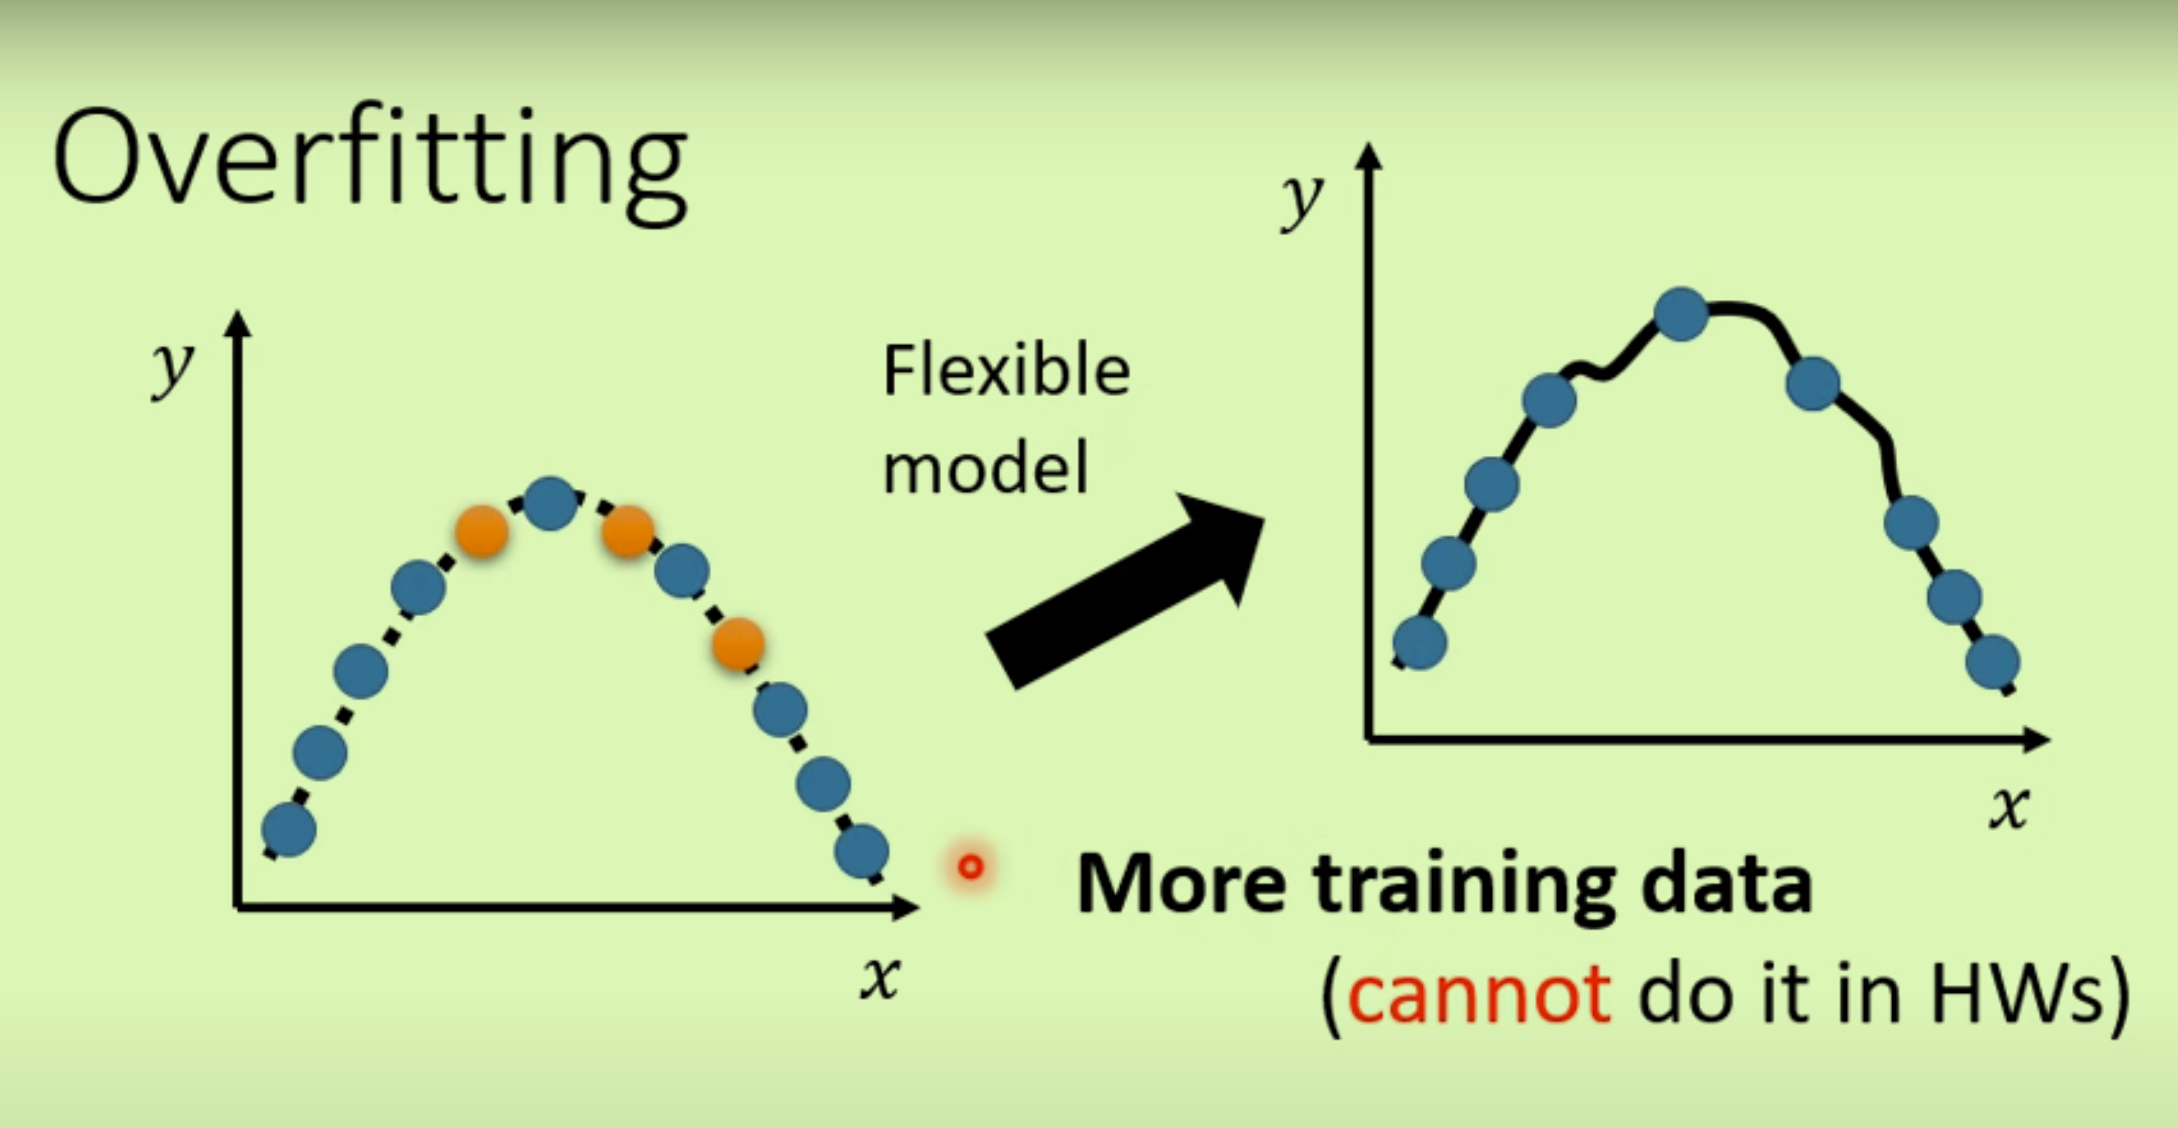 Overfitting
y
x
Flexible
model
y
x
More training data
(cannot do it in HWs)